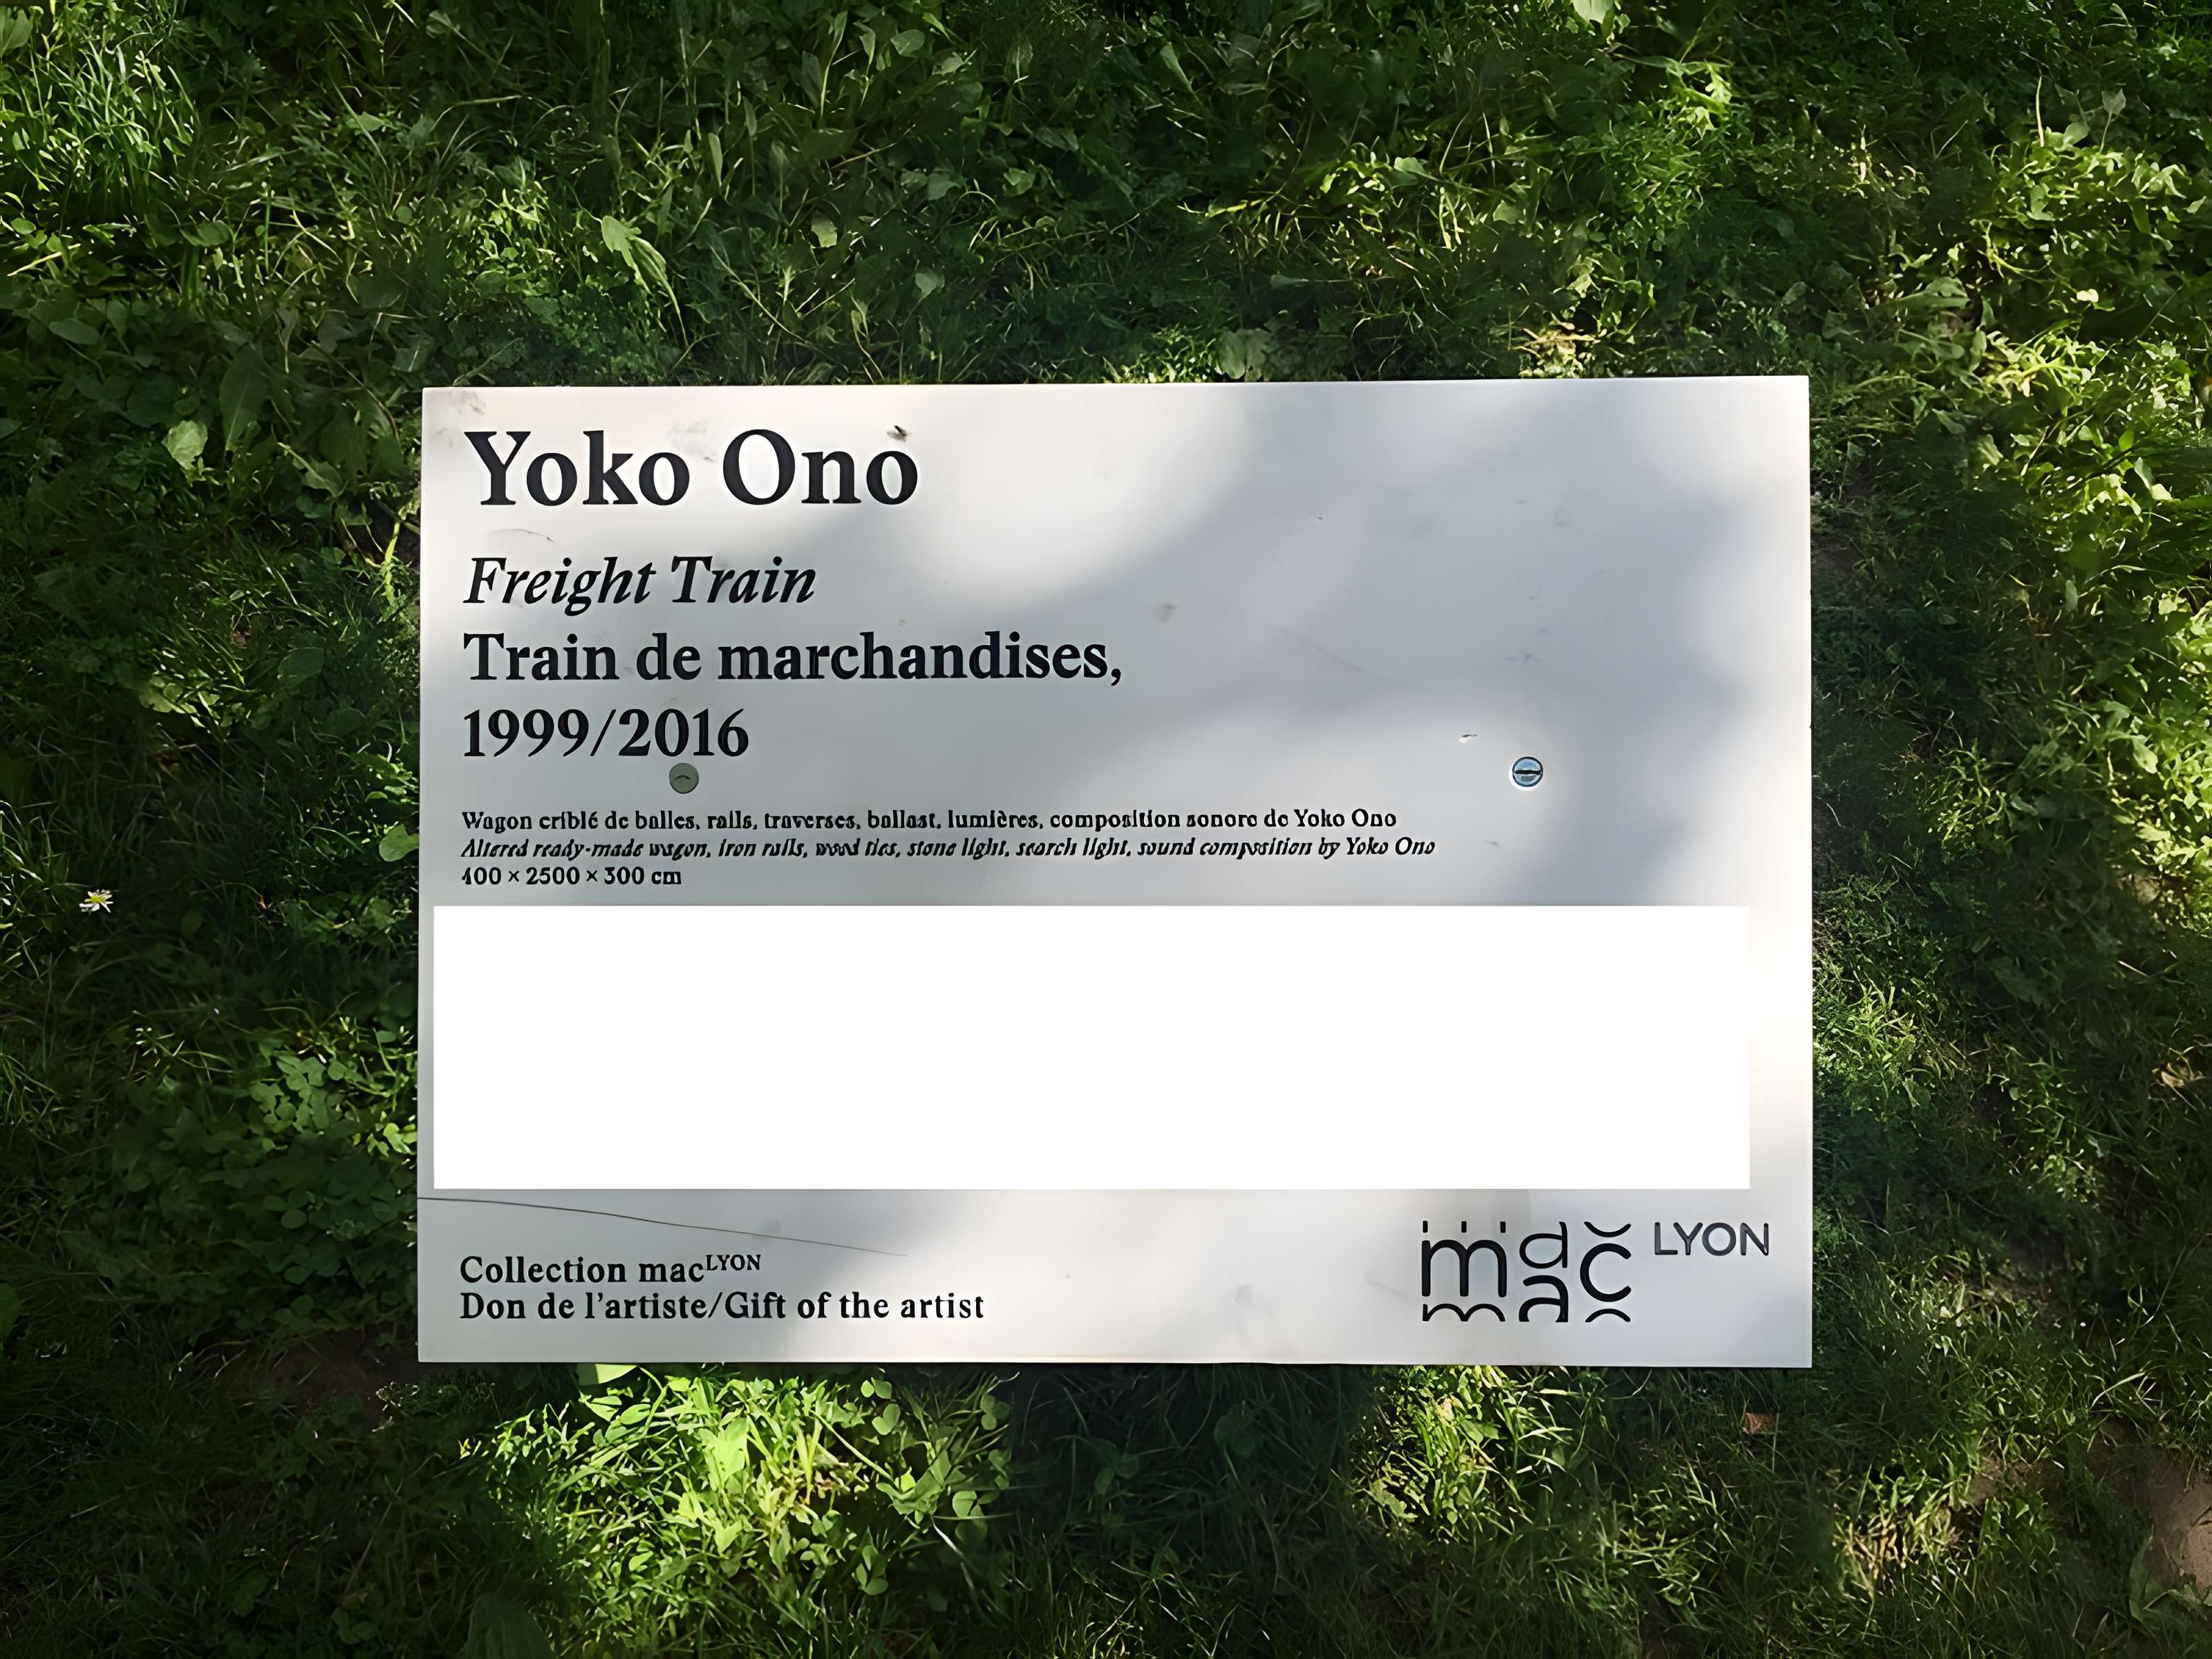 Yoko Ono
Freight Train
Train de marchandises,
1999/2016
Wagon criblé de balles, rails, traverses, ballast, lumières, composition sonore de Yoko Ono
Altered ready-made wagon, iron rails, wood ties, stone light, search light, sound composition by Yoko Ono
400 × 2500 × 300 cm
Collection macLYON
Don de l'artiste/Gift of the artist
mac LYON